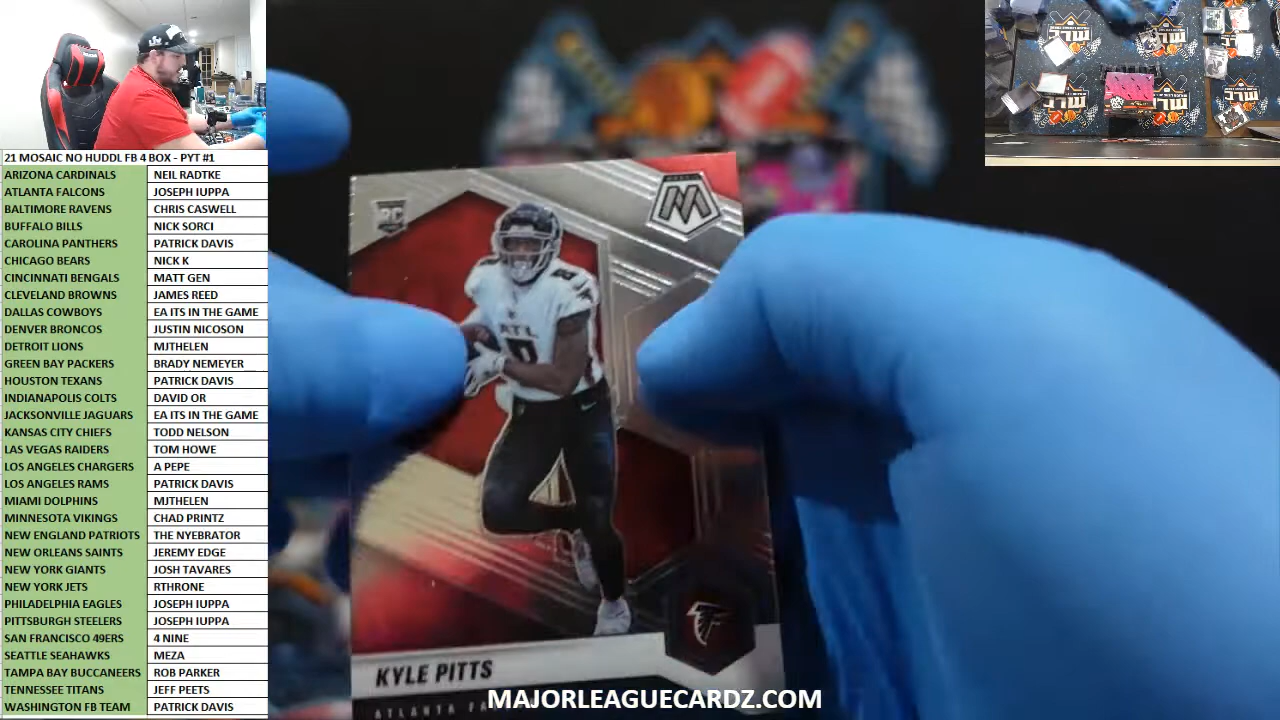 21 MOSAIC NO HUDDL FB 4 BOX - PYT #1
ARIZONA CARDINALS NEIL RADTKE
ATLANTA FALCONS JOSEPH IUPPA
BALTIMORE RAVENS CHRIS CASWELL
BUFFALO BILLS NICK SORCI
CAROLINA PANTHERS PATRICK DAVIS
CHICAGO BEARS NICK K
CINCINNATI BENGALS MATT GEN
CLEVELAND BROWNS JAMES REED
DALLAS COWBOYS EA ITS IN THE GAME
DENVER BRONCOS JUSTIN NICOSON
DETROIT LIONS MJTHELEN
GREEN BAY PACKERS BRADY NEMEYER
HOUSTON TEXANS PATRICK DAVIS
INDIANAPOLIS COLTS DAVID OR
JACKSONVILLE JAGUARS EA ITS IN THE GAME
KANSAS CITY CHIEFS TODD NELSON
LAS VEGAS RAIDERS TOM HOWE
LOS ANGELES CHARGERS A PEPE
LOS ANGELES RAMS PATRICK DAVIS
MIAMI DOLPHINS MJTHELEN
MINNESOTA VIKINGS CHAD PRINTZ
NEW ENGLAND PATRIOTS THE NYEBRATOR
NEW ORLEANS SAINTS JEREMY EDGE
NEW YORK GIANTS JOSH TAVARES
NEW YORK JETS RTHRONE
PHILADELPHIA EAGLES JOSEPH IUPPA
PITTSBURGH STEELERS JOSEPH IUPPA
SAN FRANCISCO 49ERS 4 NINE
SEATTLE SEAHAWKS MEZA
TAMPA BAY BUCCANEERS ROB PARKER
TENNESSEE TITANS JEFF PEETS
WASHINGTON FB TEAM PATRICK DAVIS
RC
MOSAIC
M
ATL
8
KYLE PITTS
ATLANTA
MAJORLEAGUECARDZ.COM